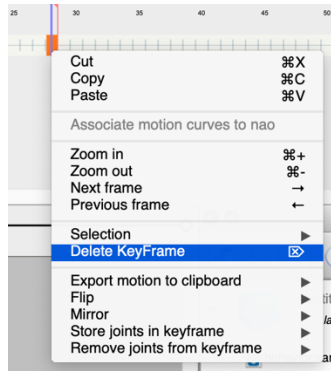 25 30 35 40 45 50
Cut ⌘X
Copy ⌘C
Paste ⌘V
Associate motion curves to nao
Zoom in ⌘+
Zoom out ⌘-
Next frame →
Previous frame ←
Selection ▶
Delete KeyFrame ⌦
Export motion to clipboard ▶
Flip ▶
Mirror ▶
Store joints in keyframe ▶
Remove joints from keyframe ▶